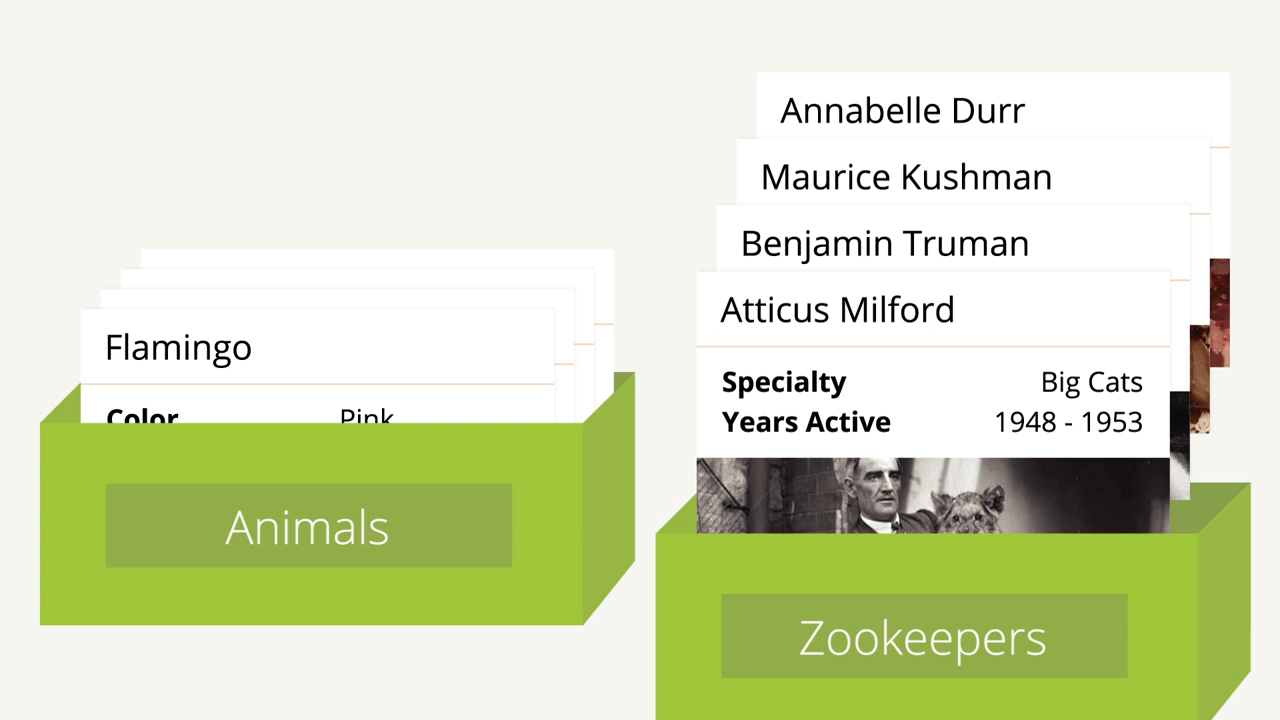 Flamingo
Color Pink
Animals
Annabelle Durr
Maurice Kushman
Benjamin Truman
Atticus Milford
Specialty Big Cats
Years Active 1948 - 1953
Zookeepers